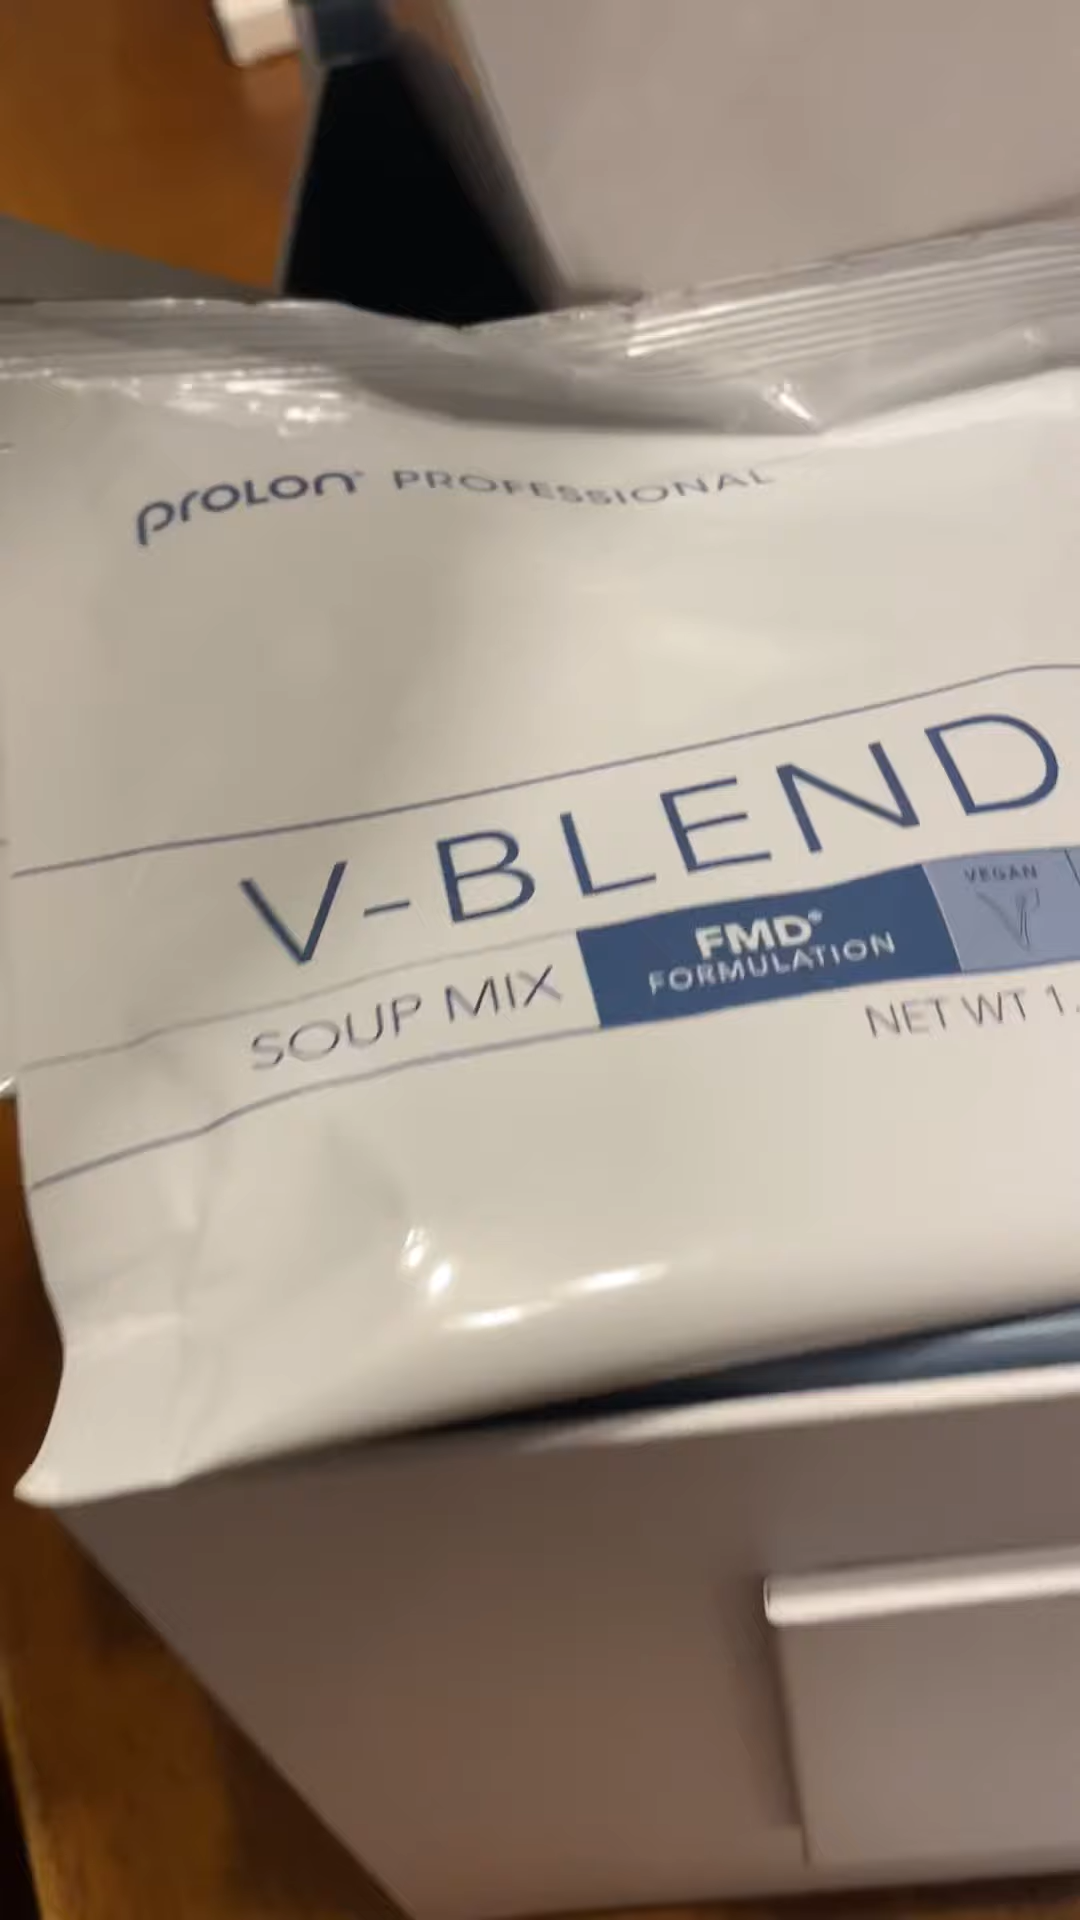 PROLON® PROFESSIONAL
V-BLEND
SOUP MIX
FMD®
FORMULATION
VEGAN
NET WT 1.